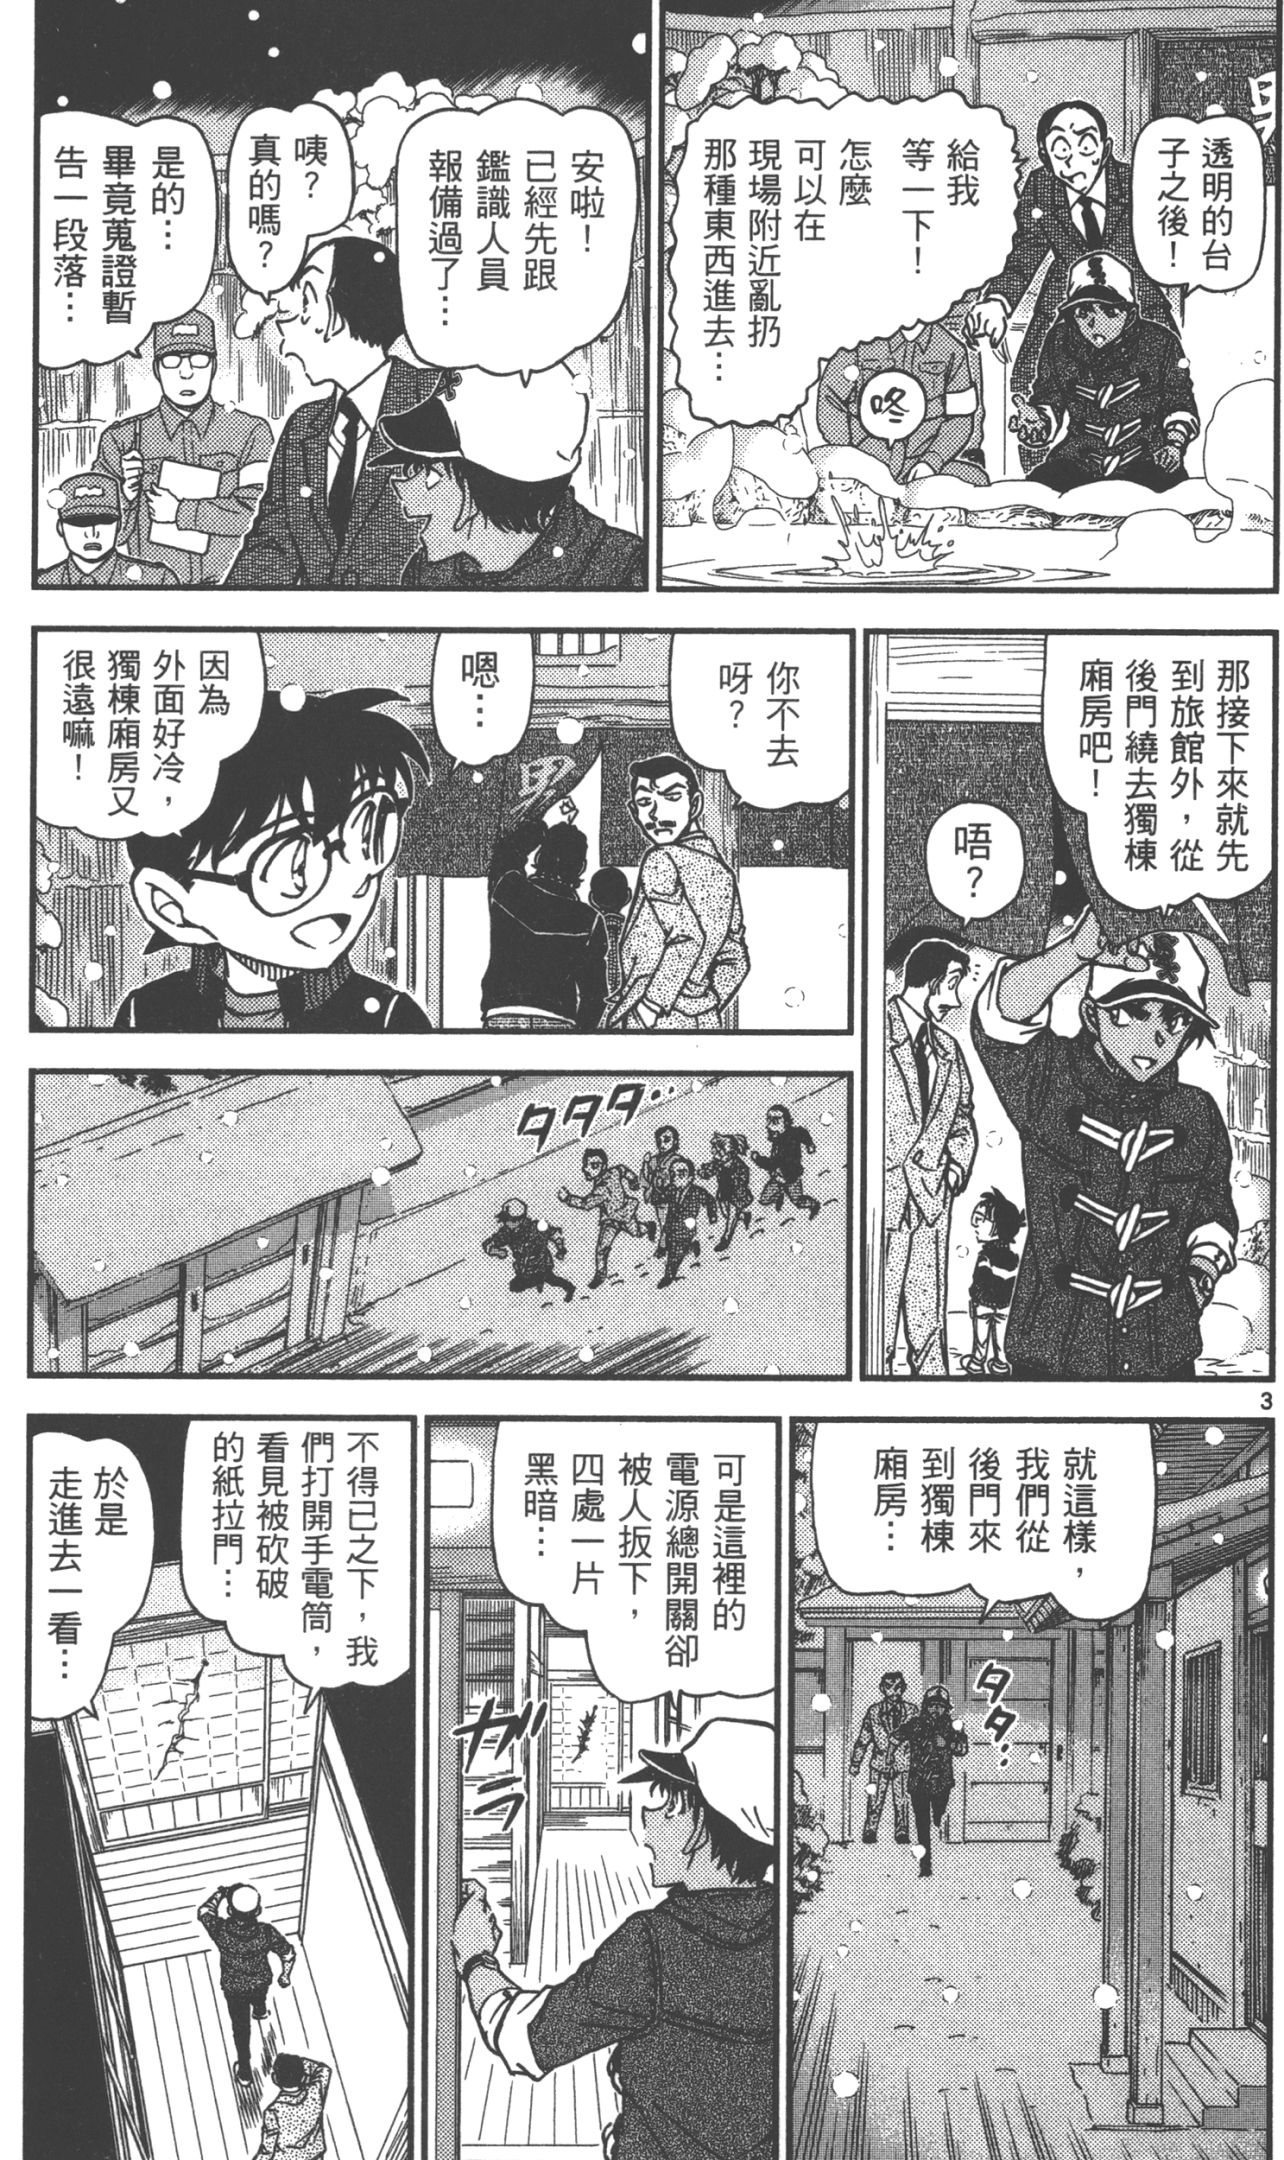 透明的台
子之後！
男
給我
等一下！
怎麼
可以在
現場附近亂扔
那種東西進去…
咚
安啦！
已經先跟
鑑識人員
報備過了…
咦？
真的嗎？
是的…
畢竟蒐證暫
告一段落…
那接下來就先
到旅館外，從
後門繞去獨棟
廂房吧！
唔？
你不去
呀？
男
嗯…
因為
外面好冷，
獨棟廂房又
很遠嘛！
タタタ‥
3
就這樣，
我們從
後門來
到獨棟
廂房…
タタ‥
可是這裡的
電源總開關卻
被人扳下，
四處一片
黑暗…
ガラ
不得已之下，我
們打開手電筒，
看見被砍破
的紙拉門…
於是
走進去一看…